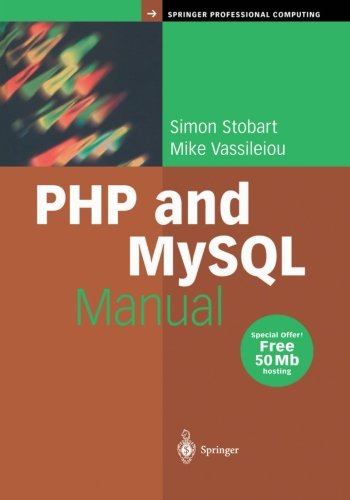 → SPRINGER PROFESSIONAL COMPUTING
Simon Stobart
Mike Vassileiou
PHP and
MySQL
Manual
Special Offer!
Free
50 Mb
hosting
Springer